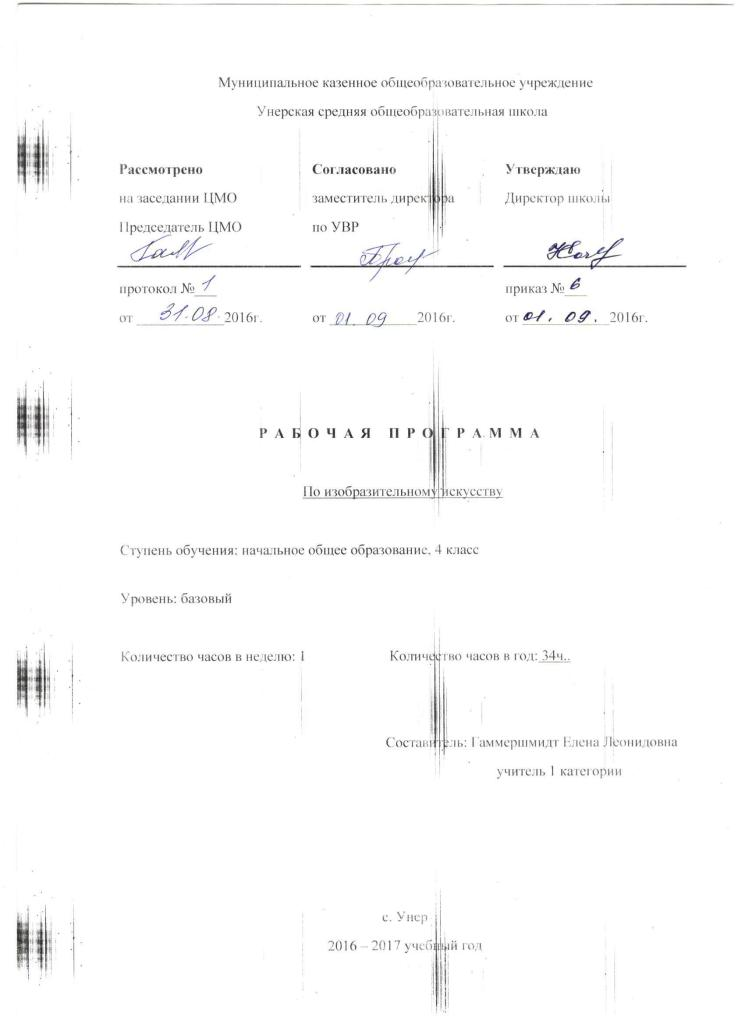 Муниципальное казенное общеобразовательное учреждение
Унерская средняя общеобразовательная школа
Рассмотрено Согласовано Утверждаю
на заседании ЦМО заместитель директора Директор школы
Председатель ЦМО по УВР
протокол № 1 приказ № 6
от 31.08.2016г. от 01.09 2016г. от 01.09.2016г.
РАБОЧАЯ ПРОГРАММА
По изобразительному искусству
Ступень обучения: начальное общее образование, 4 класс
Уровень: базовый
Количество часов в неделю: 1 Количество часов в год: 34ч..
Составитель: Гаммершмидт Елена Леонидовна
учитель 1 категории
с. Унер
2016 – 2017 учебный год